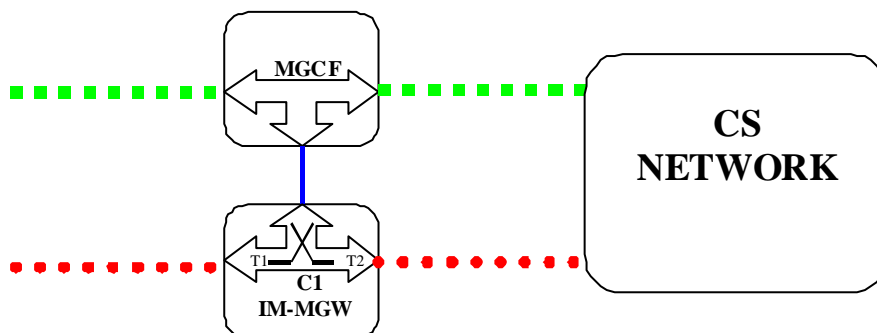 MGCF
CS
NETWORK
T1 T2
C1
IM-MGW